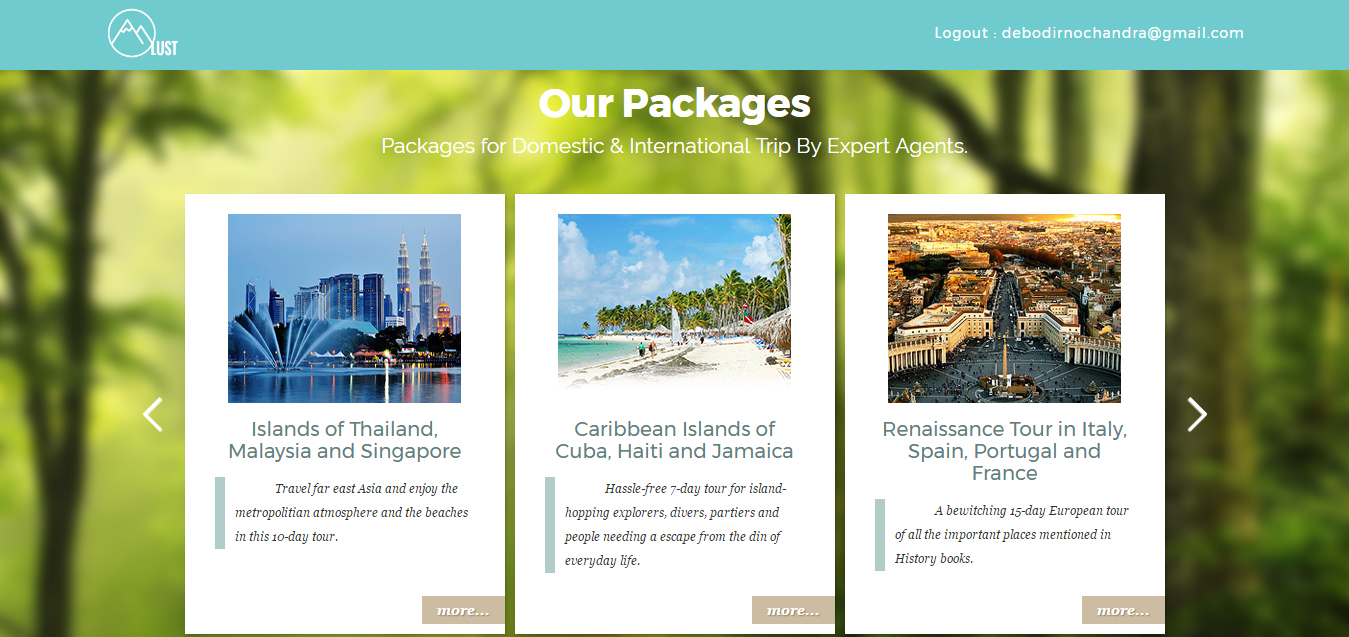 LUST
Logout : debodirnochandra@gmail.com
Our Packages
Packages for Domestic & International Trip By Expert Agents.
Islands of Thailand,
Malaysia and Singapore
Travel far east Asia and enjoy the
metropolitian atmosphere and the beaches
in this 10-day tour.
more...
Caribbean Islands of
Cuba, Haiti and Jamaica
Hassle-free 7-day tour for island-
hopping explorers, divers, partiers and
people needing a escape from the din of
everyday life.
more...
Renaissance Tour in Italy,
Spain, Portugal and
France
A bewitching 15-day European tour
of all the important places mentioned in
History books.
more...